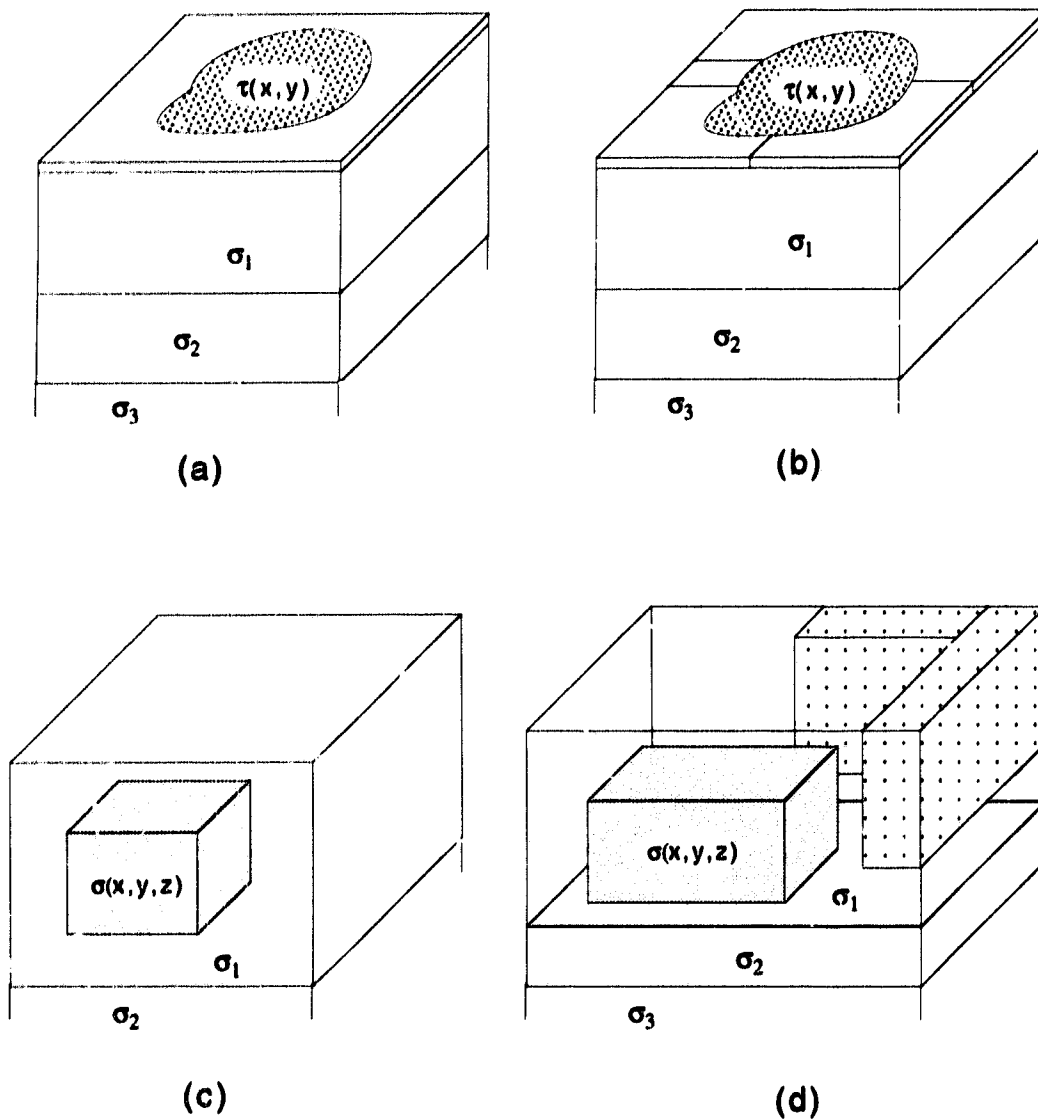 τ(x,y)
σ₁
σ₂
σ₃
(a)
τ(x,y)
σ₁
σ₂
σ₃
(b)
σ(x,y,z)
σ₁
σ₂
(c)
σ(x,y,z)
σ₁
σ₂
σ₃
(d)